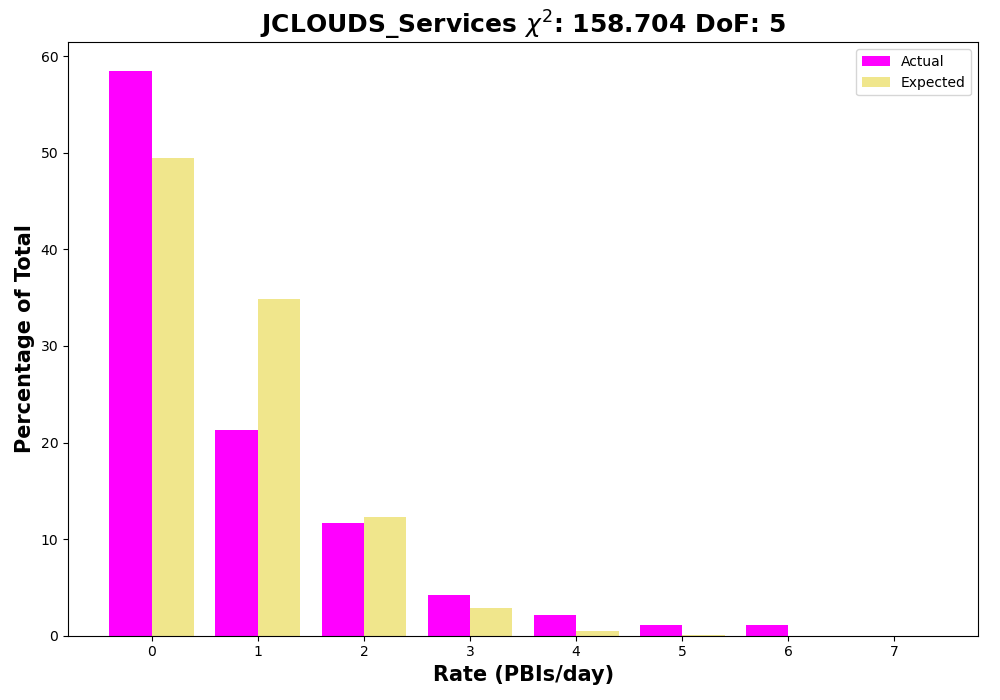 JCLOUDS_Services χ²: 158.704 DoF: 5
Actual
Expected
Percentage of Total
60
50
40
30
20
10
0
0 1 2 3 4 5 6 7
Rate (PBIs/day)